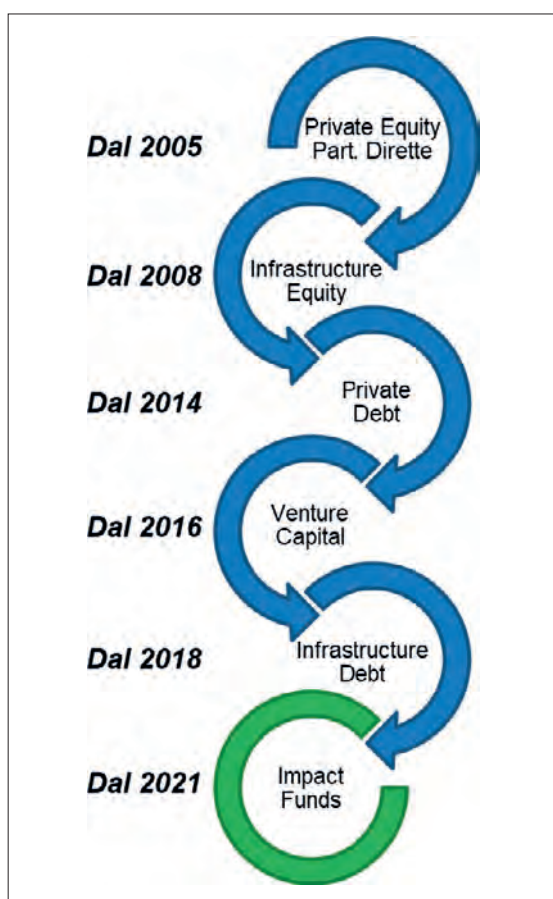 Dal 2005
Private Equity
Part. Dirette
Dal 2008
Infrastructure
Equity
Dal 2014
Private
Debt
Dal 2016
Venture
Capital
Dal 2018
Infrastructure
Debt
Dal 2021
Impact
Funds